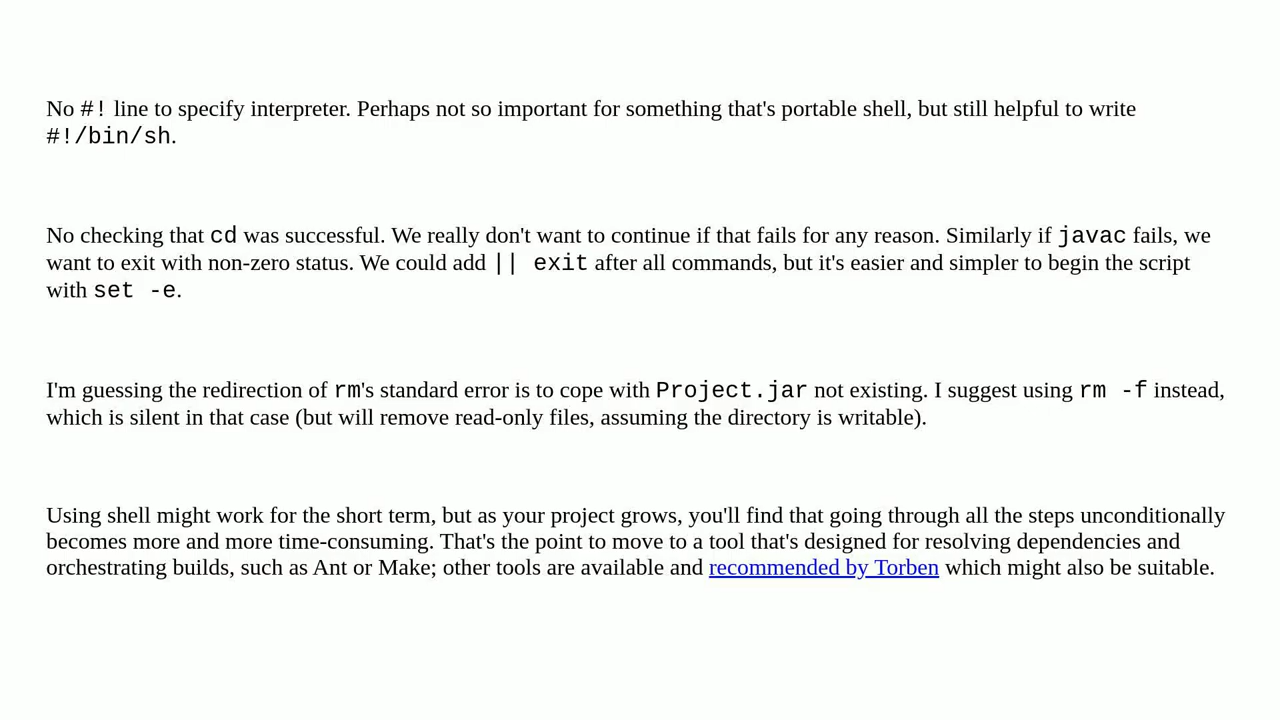 No #! line to specify interpreter. Perhaps not so important for something that's portable shell, but still helpful to write
#!/bin/sh.
No checking that cd was successful. We really don't want to continue if that fails for any reason. Similarly if javac fails, we
want to exit with non-zero status. We could add || exit after all commands, but it's easier and simpler to begin the script
with set -e.
I'm guessing the redirection of rm's standard error is to cope with Project.jar not existing. I suggest using rm -f instead,
which is silent in that case (but will remove read-only files, assuming the directory is writable).
Using shell might work for the short term, but as your project grows, you'll find that going through all the steps unconditionally
becomes more and more time-consuming. That's the point to move to a tool that's designed for resolving dependencies and
orchestrating builds, such as Ant or Make; other tools are available and recommended by Torben which might also be suitable.